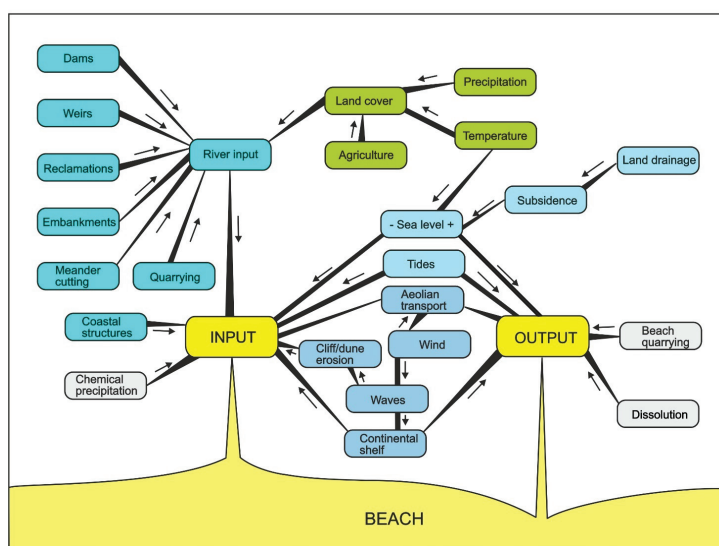 Dams
Precipitation
Land cover
Weirs
Temperature
River input
Agriculture
Land drainage
Reclamations
Subsidence
Embankments
- Sea level +
Meander
cutting
Quarrying
Tides
Aeolian
transport
Coastal
structures
INPUT
Wind
OUTPUT
Beach
quarrying
Cliff/dune
erosion
Chemical
precipitation
Waves
Dissolution
Continental
shelf
BEACH